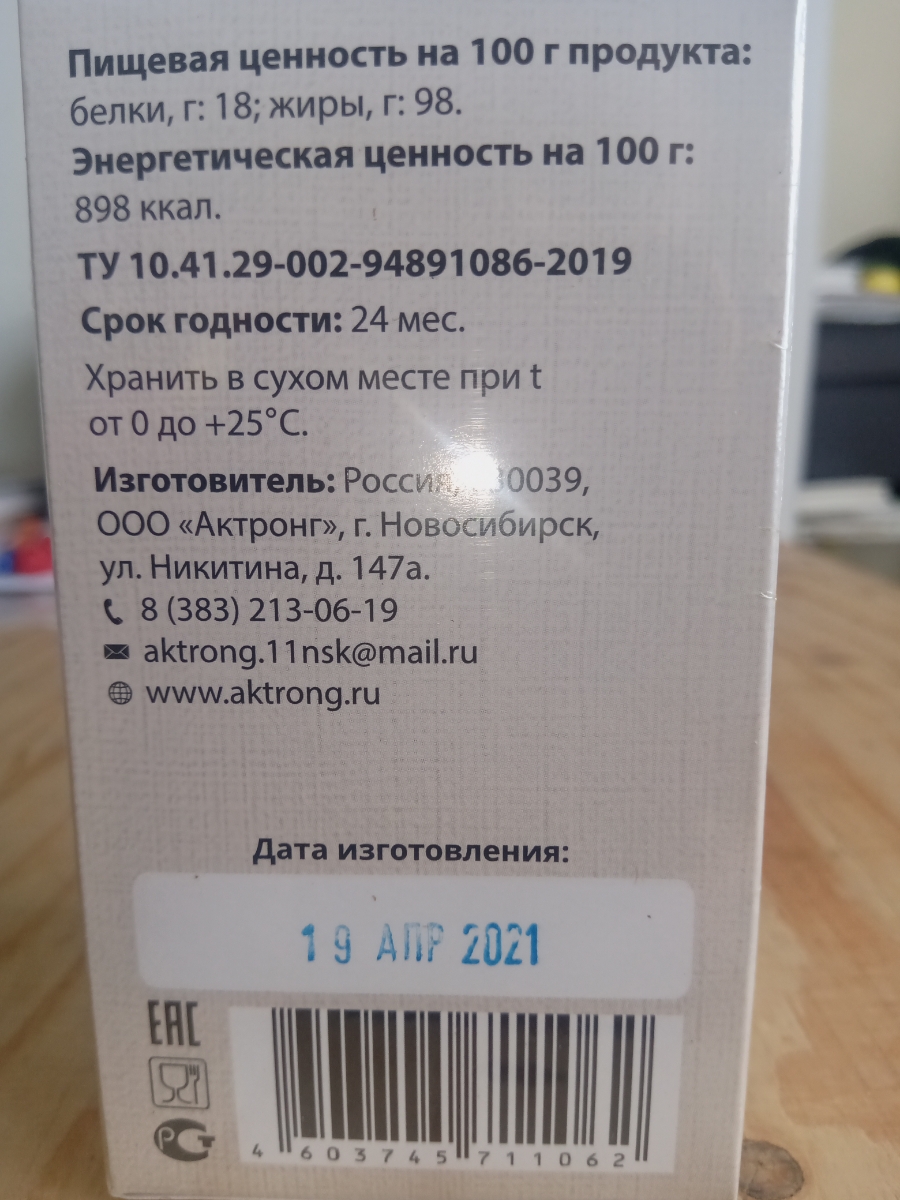 Пищевая ценность на 100 г продукта:
белки, г: 18; жиры, г: 98.
Энергетическая ценность на 100 г:
898 ккал.
ТУ 10.41.29-002-94891086-2019
Срок годности: 24 мес.
Хранить в сухом месте при t
от 0 до +25°C.
Изготовитель: Россия,
ООО «Актронг», г. Новосибирск,
ул. Никитина, д. 147а.
8 (383) 213-06-19
aktrong.11nsk@mail.ru
www.aktrong.ru
Дата изготовления:
19 АПР 2021
EAC
РСТ
4 603745 711062